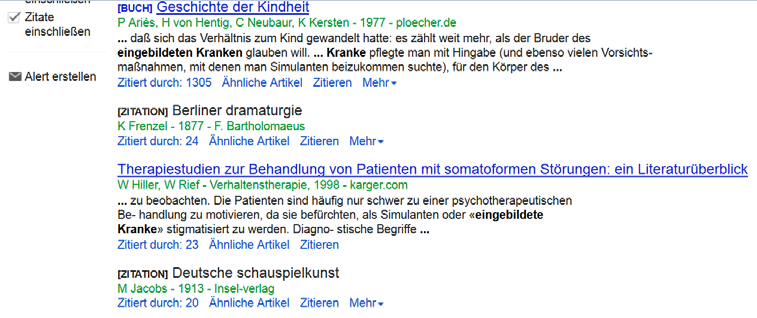 einschließen
Zitate
einschließen
Alert erstellen
[BUCH] Geschichte der Kindheit
P Ariès, H von Hentig, C Neubaur, K Kersten - 1977 - ploecher.de
... daß sich das Verhältnis zum Kind gewandelt hatte: es zählt weit mehr, als der Bruder des
eingebildeten Kranken glauben will. ... Kranke pflegte man mit Hingabe (und ebenso vielen Vorsichts-
maßnahmen, mit denen man Simulanten beizukommen suchte), für den Körper des ...
Zitiert durch: 1305 Ähnliche Artikel Zitieren Mehr
[ZITATION] Berliner dramaturgie
K Frenzel - 1877 - F. Bartholomaeus
Zitiert durch: 24 Ähnliche Artikel Zitieren Mehr
Therapiestudien zur Behandlung von Patienten mit somatoformen Störungen: ein Literaturüberblick
W Hiller, W Rief - Verhaltenstherapie, 1998 - karger.com
... zu beobachten. Die Patienten sind häufig nur schwer zu einer psychotherapeutischen
Be- handlung zu motivieren, da sie befürchten, als Simulanten oder «eingebildete
Kranke» stigmatisiert zu werden. Diagno- stische Begriffe ...
Zitiert durch: 23 Ähnliche Artikel Zitieren
[ZITATION] Deutsche schauspielkunst
M Jacobs - 1913 - Insel-verlag
Zitiert durch: 20 Ähnliche Artikel Zitieren Mehr